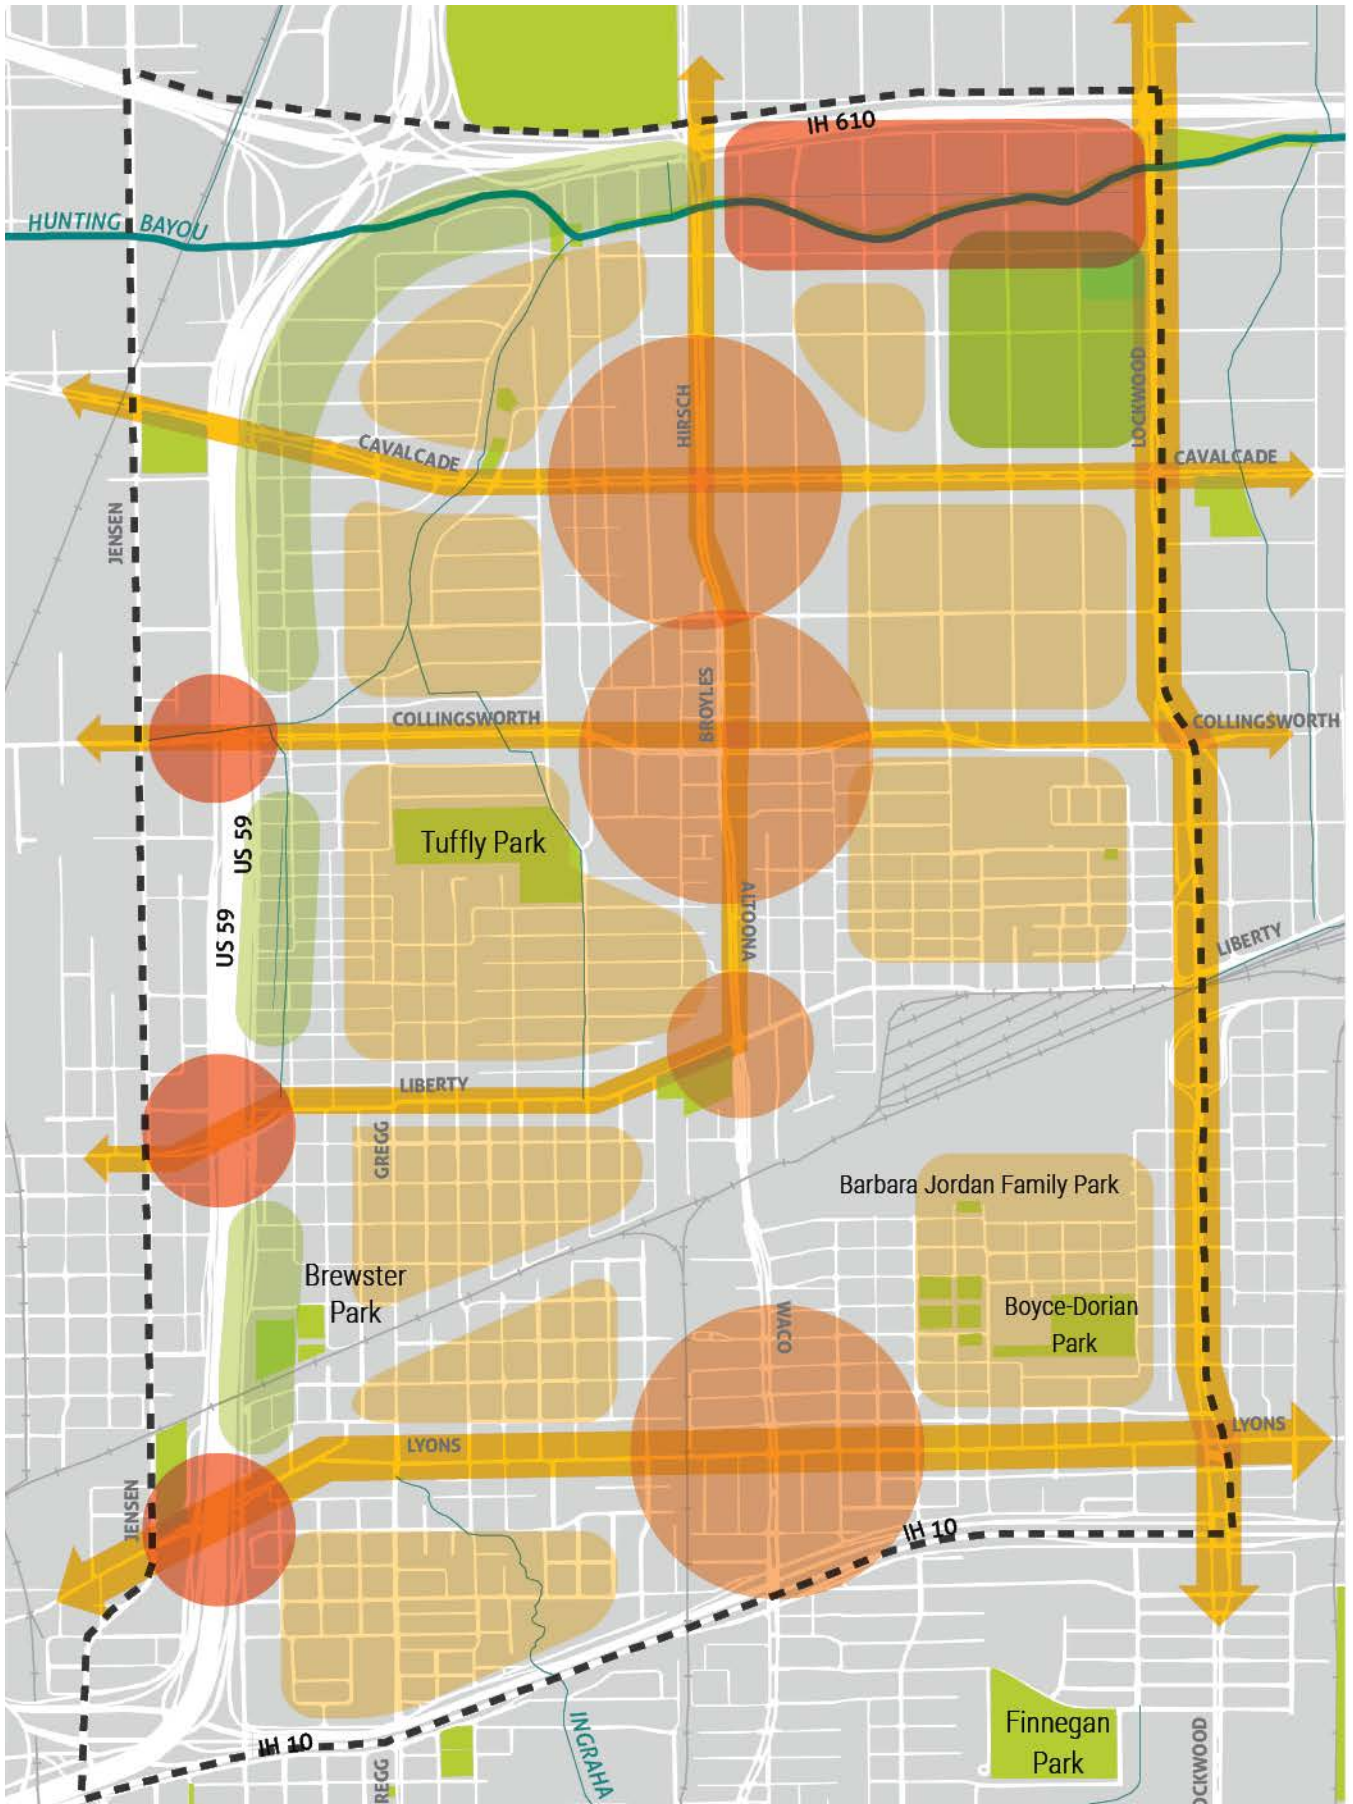 IH 610
HUNTING BAYOU
LOCKWOOD
HIRSCH
CAVALCADE
CAVALCADE
JENSEN
BROYLES
COLLINGSWORTH
COLLINGSWORTH
US 59
Tuffly Park
US 59
ALTOONA
LIBERTY
LIBERTY
GREGG
Barbara Jordan Family Park
Brewster
Park
Boyce-Dorian
Park
WACO
LYONS
LYONS
JENSEN
IH 10
IH 10
INGRAHA
Finnegan
Park
REGG
OCKWOOD